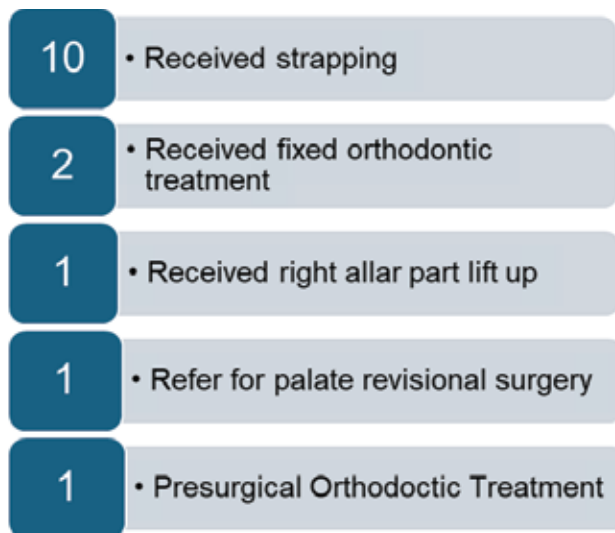 10
• Received strapping
2
• Received fixed orthodontic
treatment
1
• Received right allar part lift up
1
• Refer for palate revisional surgery
1
• Presurgical Orthodoctic Treatment